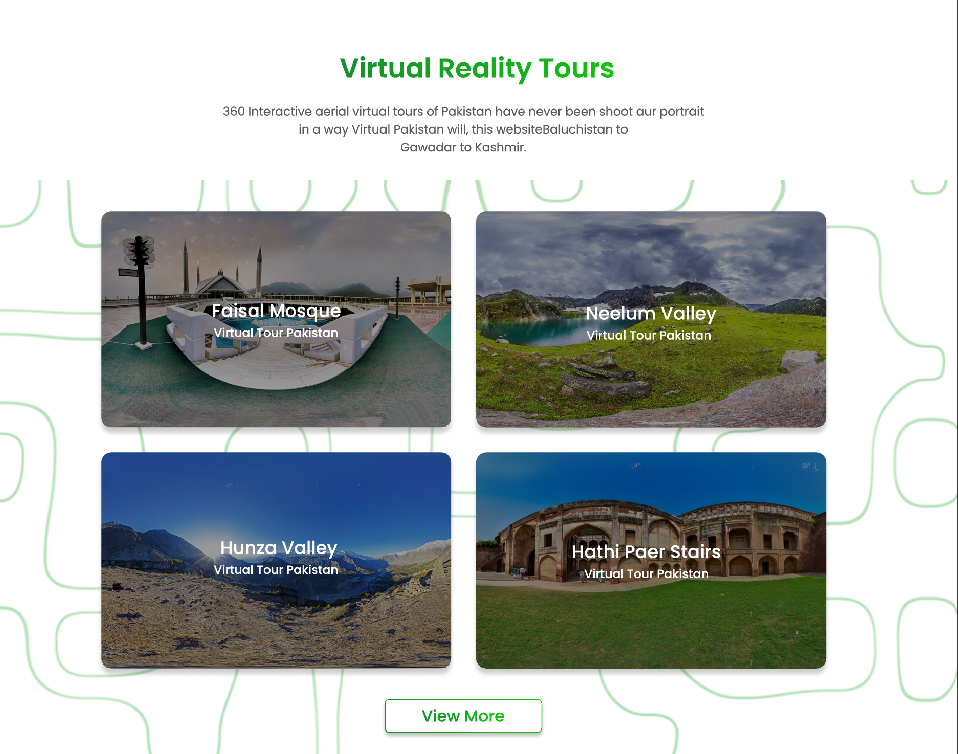 Virtual Reality Tours
360 Interactive aerial virtual tours of Pakistan have never been shoot aur portrait
in a way Virtual Pakistan will, this websiteBaluchistan to
Gawadar to Kashmir.
Faisal Mosque
Virtual Tour Pakistan
Neelum Valley
Virtual Tour Pakistan
Hunza Valley
Virtual Tour Pakistan
Hathi Paer Stairs
Virtual Tour Pakistan
View More